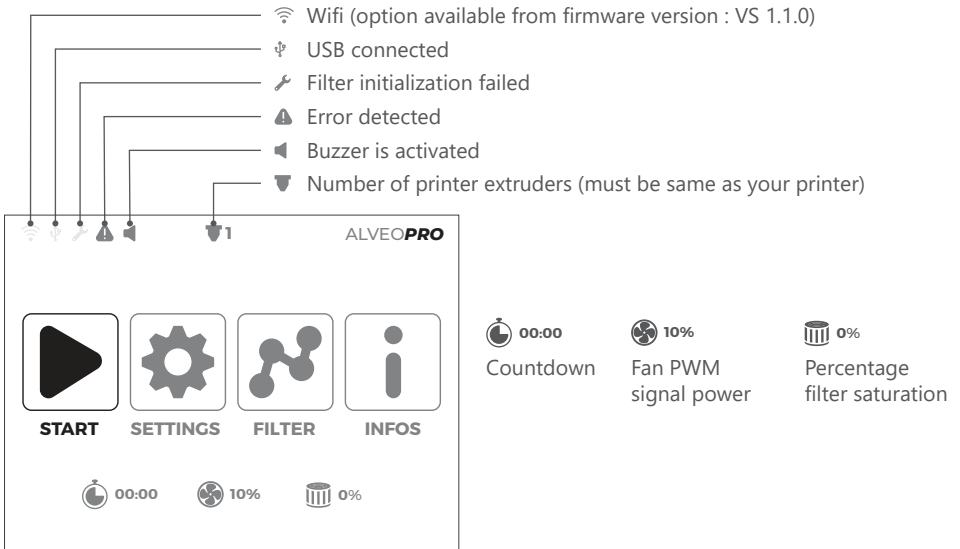 Wifi (option available from firmware version : VS 1.1.0)
USB connected
Filter initialization failed
Error detected
Buzzer is activated
Number of printer extruders (must be same as your printer)
1
ALVEOPRO
START
SETTINGS
FILTER
INFOS
00:00
10%
0%
00:00
Countdown
10%
Fan PWM
signal power
0%
Percentage
filter saturation